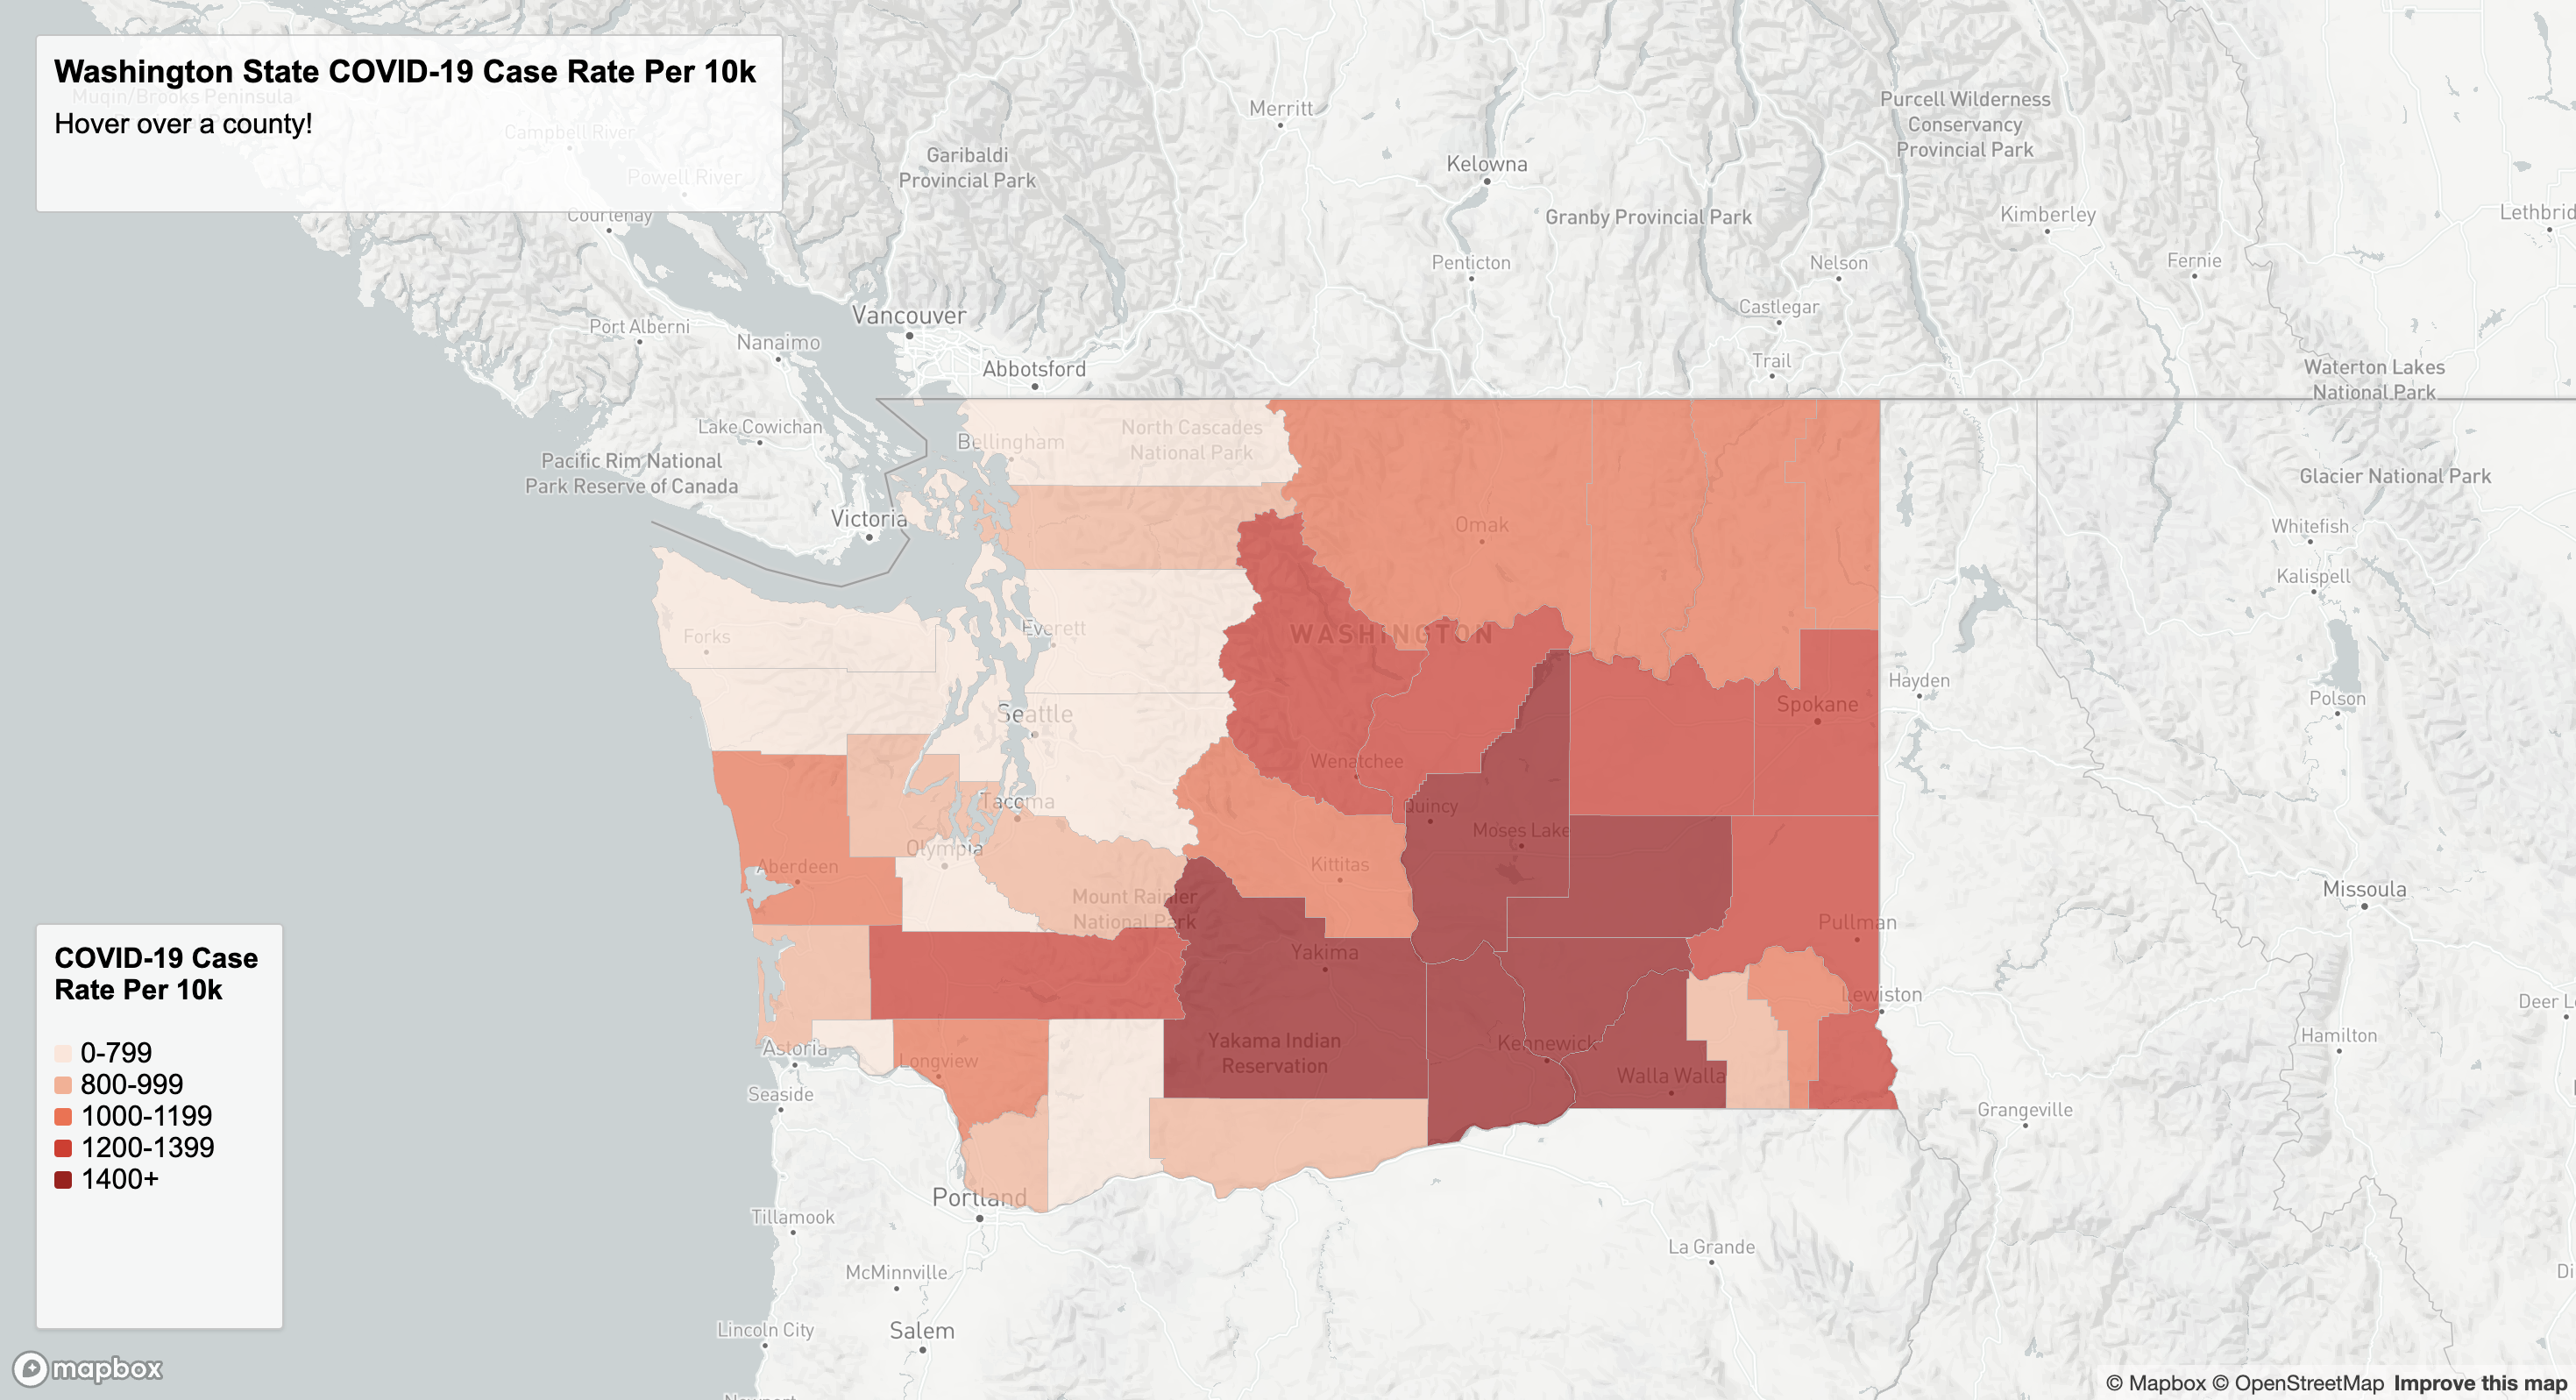 Washington State COVID-19 Case Rate Per 10k
Muqin/Brooks Peninsula
Hover over a county!
Campbell River
Powell River
Courtenay
Merritt
Purcell Wilderness
Conservancy
Provincial Park
Garibaldi
Provincial Park
Kelowna
Granby Provincial Park
Kimberley
Penticton
Nelson
Fernie
Castlegar
Vancouver
Port Alberni
Nanaimo
Abbotsford
Trail
Waterton Lakes
National Park
Lake Cowichan
Bellingham
North Cascades
National Park
Pacific Rim National
Park Reserve of Canada
Glacier National Park
Victoria
Omak
Whitefish
Kalispell
Forks
Everett
WASHINGTON
Hayden
Polson
Seattle
Spokane
Wenatchee
Tacoma
Quincy
Moses Lake
Olympia
Aberdeen
Kittitas
Mount Rainier
National Park
Missoula
Pullman
Yakima
COVID-19 Case
Rate Per 10k
Lewiston
0-799
800-999
1000-1199
1200-1399
1400+
Astoria
Longview
Yakama Indian
Reservation
Kennewick
Hamilton
Seaside
Walla Walla
Grangeville
Portland
Tillamook
La Grande
McMinnville
Lincoln City
Salem
mapbox
© Mapbox © OpenStreetMap Improve this map